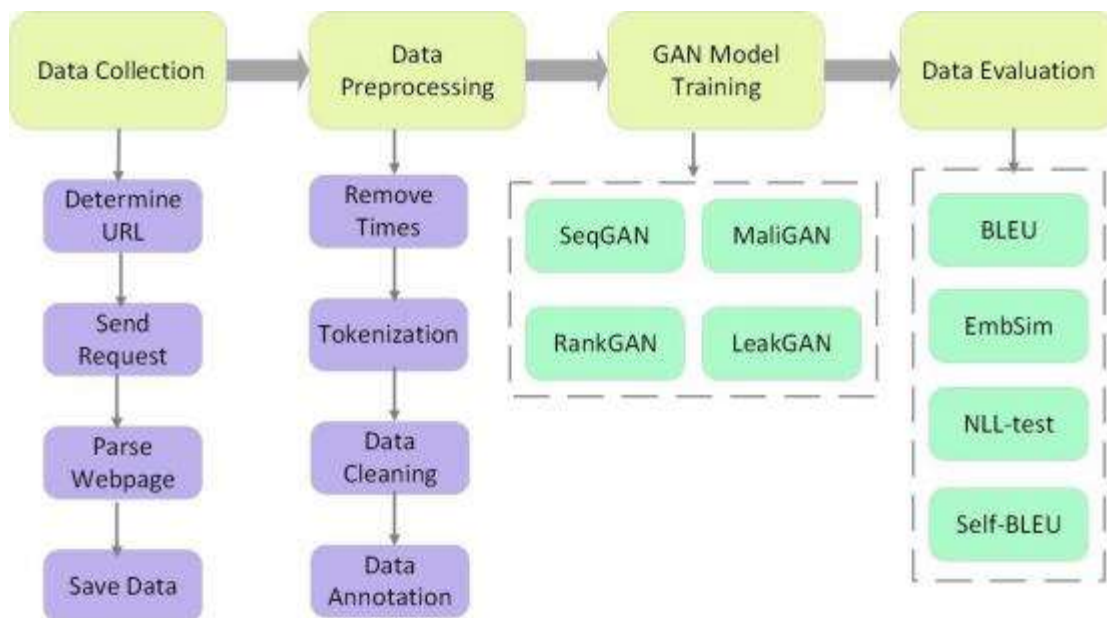 Data Collection
Data
Preprocessing
GAN Model
Training
Data Evaluation
Determine
URL
Send
Request
Parse
Webpage
Save Data
Remove
Times
Tokenization
Data
Cleaning
Data
Annotation
SeqGAN
MaliGAN
RankGAN
LeakGAN
BLEU
EmbSim
NLL-test
Self-BLEU